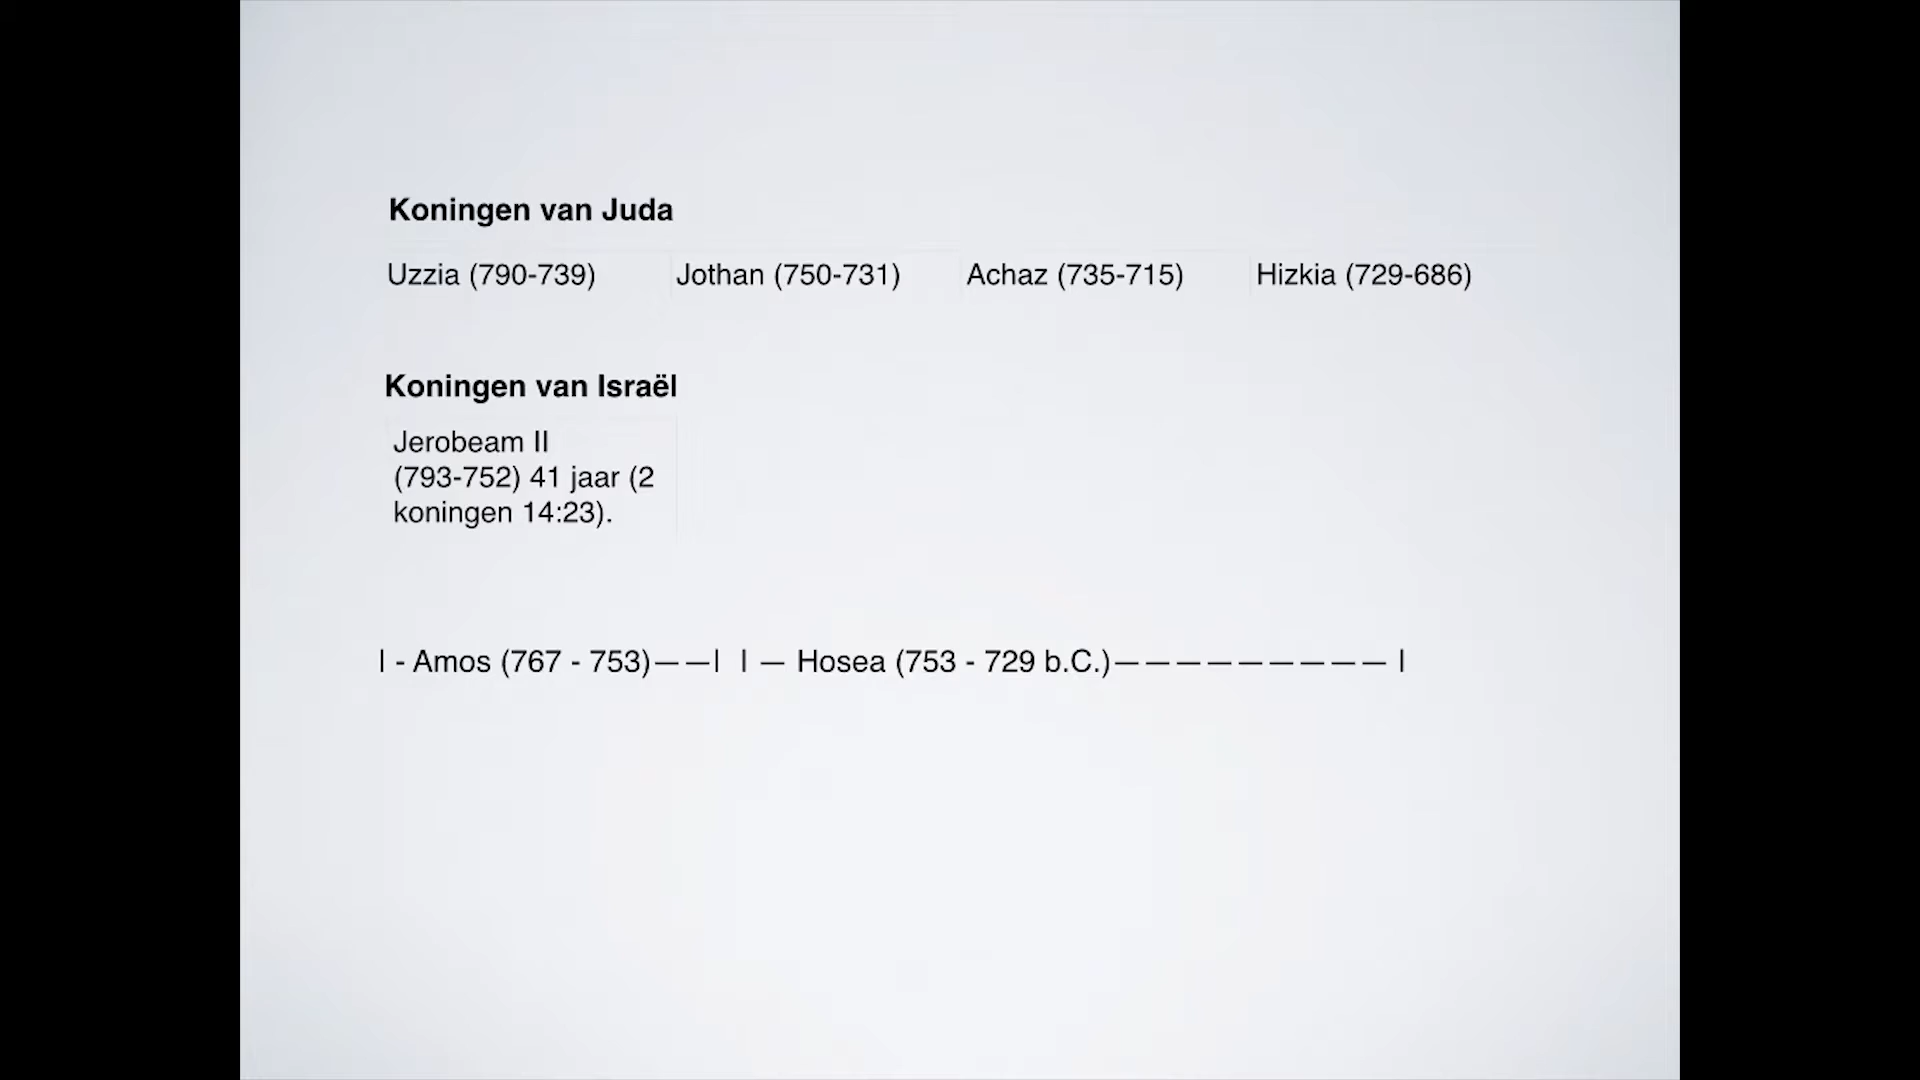 Koningen van Juda
Uzzia (790-739) Jothan (750-731) Achaz (735-715) Hizkia (729-686)
Koningen van Israël
Jerobeam II
(793-752) 41 jaar (2
koningen 14:23).
| - Amos (767 - 753)——| | — Hosea (753 - 729 b.C.)————————— |